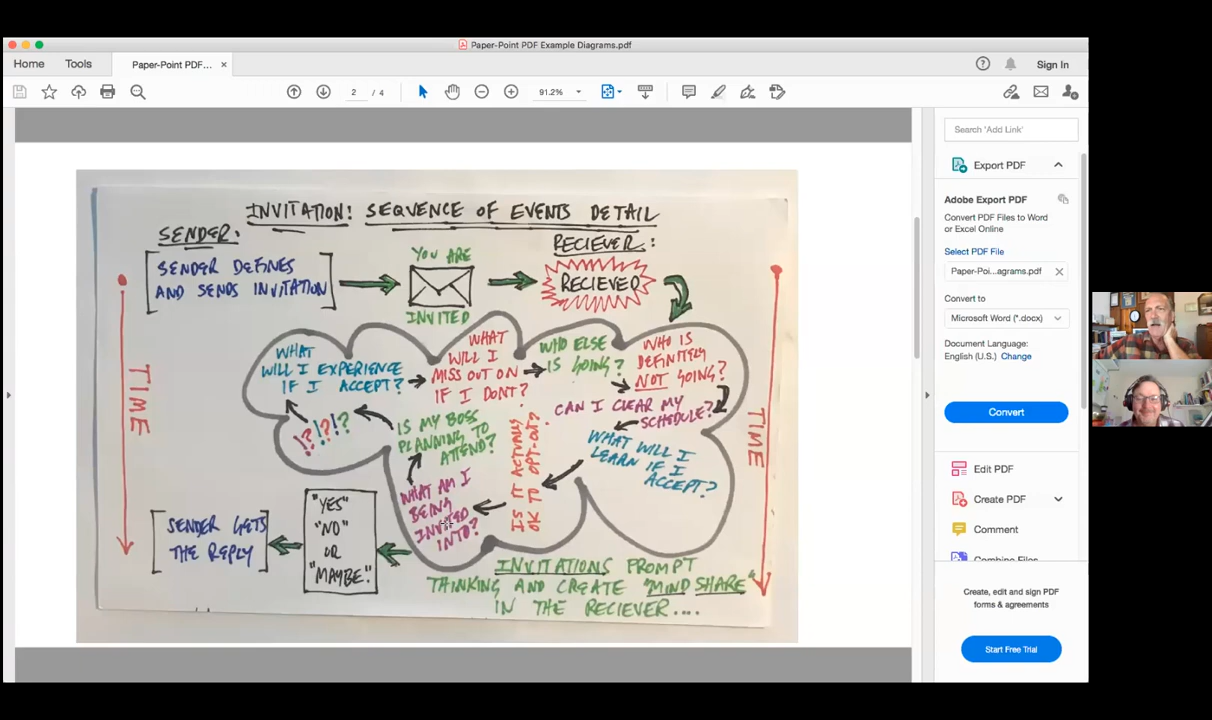 Paper-Point PDF Example Diagrams.pdf
Home
Tools
Paper-Point PDF... ×
Sign In
2 / 4
91.2%
INVITATION: SEQUENCE OF EVENTS DETAIL
SENDER:
SENDER DEFINES
AND SENDS INVITATION
YOU ARE
INVITED
RECIEVER:
RECIEVED
TIME
WHAT
WILL I EXPERIENCE
IF I ACCEPT?
WHAT
WILL I
MISS OUT ON
IF I DONT?
WHO ELSE
IS GOING?
WHO IS
DEFINITELY
NOT GOING?
CAN I CLEAR MY
SCHEDULE?
WHAT WILL I
LEARN IF I
ACCEPT?
IS IT ACTUALLY
OK TO OPT-OUT?
WHAT AM I
BEING
INVITED
INTO?
IS MY BOSS
PLANNING TO
ATTEND?
!?!?!?
TIME
"YES"
"NO"
OR
"MAYBE."
SENDER GETS
THE REPLY
INVITATIONS PROMPT
THINKING AND CREATE "MIND SHARE"
IN THE RECIEVER....
Search 'Add Link'
Export PDF
Adobe Export PDF
Convert PDF Files to Word
or Excel Online
Select PDF File
Paper-Poi...agrams.pdf ×
Convert to
Microsoft Word (*.docx)
Document Language:
English (U.S.) Change
Convert
Edit PDF
Create PDF
Comment
Combine Files
Create, edit and sign PDF
forms & agreements
Start Free Trial